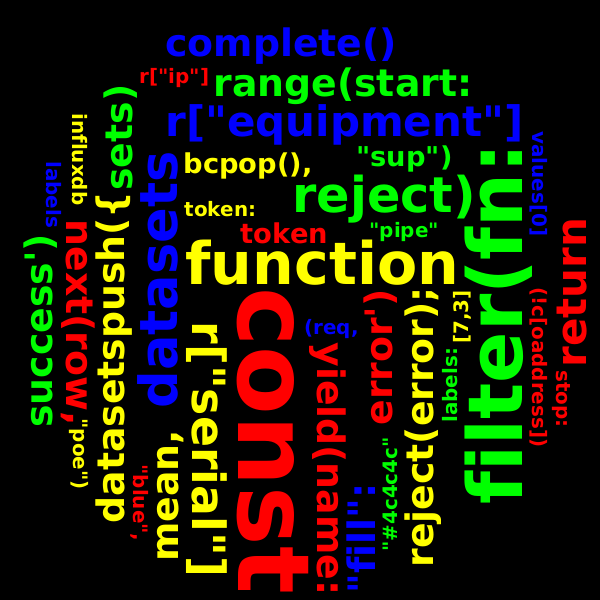 complete()
r["ip"]
range(start:
r["equipment"]
bcpop(),
"sup")
reject)
token:
token
"pipe"
function
sets)
influxdb
labels
values[0]
filter(fn:
return
datasets
datasetspush({
next(row,
success')
const
(req,
error')
[7,3]
reject(error);
labels:
(!c[oaddress])
stop:
r["serial"]
yield(name:
"poe")
mean,
"blue",
"#4c4c4c"
"fill":